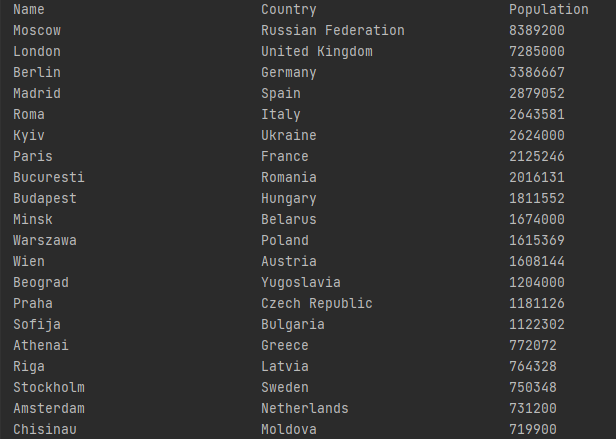 Name Country Population
Moscow Russian Federation 8389200
London United Kingdom 7285000
Berlin Germany 3386667
Madrid Spain 2879052
Roma Italy 2643581
Kyiv Ukraine 2624000
Paris France 2125246
Bucuresti Romania 2016131
Budapest Hungary 1811552
Minsk Belarus 1674000
Warszawa Poland 1615369
Wien Austria 1608144
Beograd Yugoslavia 1204000
Praha Czech Republic 1181126
Sofija Bulgaria 1122302
Athenai Greece 772072
Riga Latvia 764328
Stockholm Sweden 750348
Amsterdam Netherlands 731200
Chisinau Moldova 719900